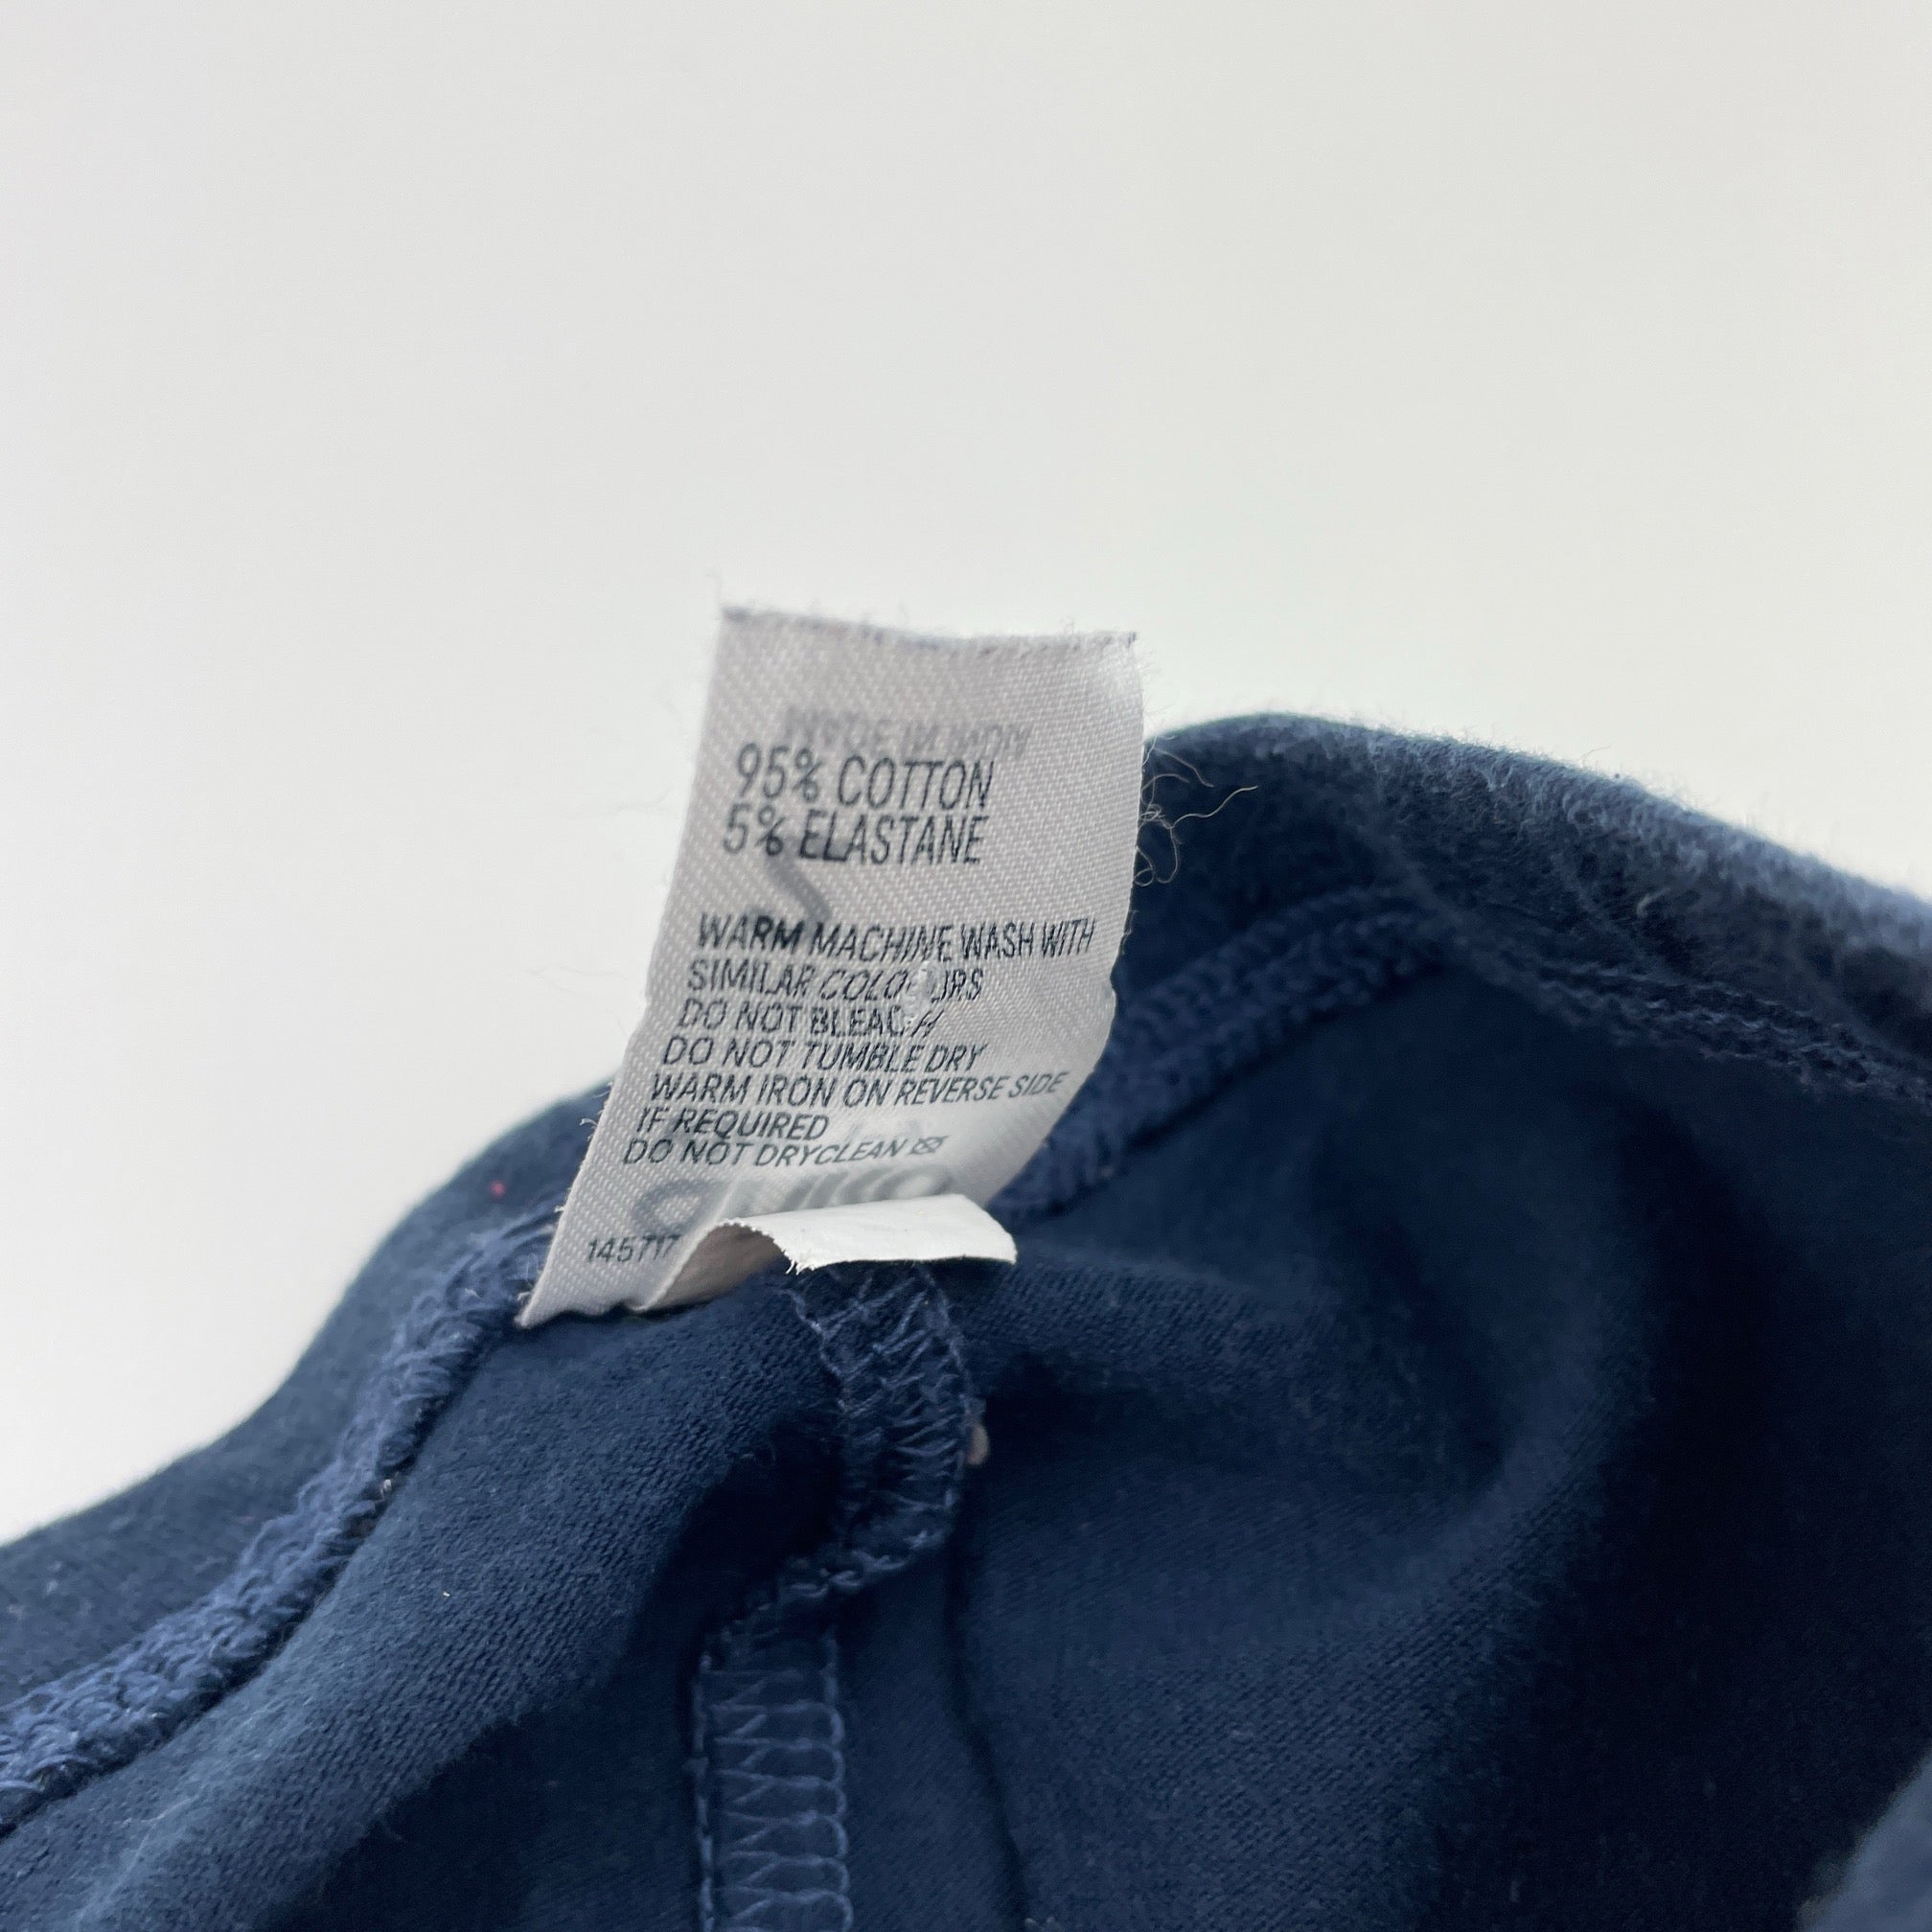 95% COTTON
5% ELASTANE
WARM MACHINE WASH WITH
SIMILAR COLOURS
DO NOT BLEACH
DO NOT TUMBLE DRY
WARM IRON ON REVERSE SIDE
IF REQUIRED
DO NOT DRYCLEAN
145717